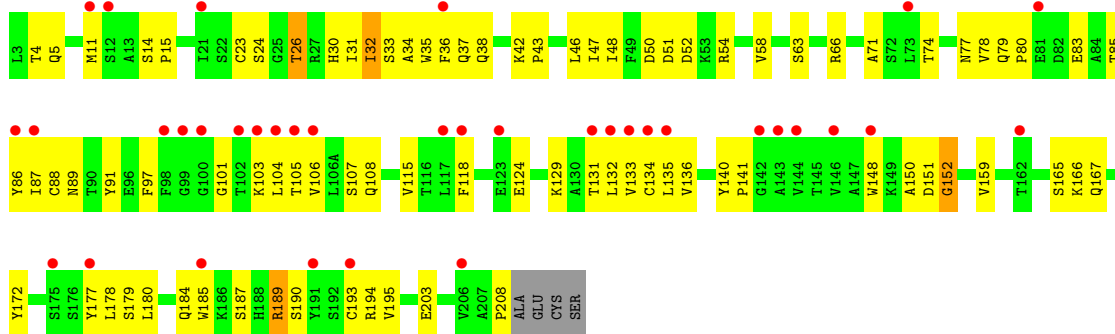 L3 T4 Q5 M11 S12 A13 S14 P15 I21 S22 C23 S24 G25 T26 R27 H30 I31 I32 S33 A34 W35 F36 Q37 Q38 K42 P43 L46 I47 I48 F49 D50 D51 D52 K53 R54 V58 S63 R66 A71 S72 L73 T74 N77 V78 Q79 P80 E81 D82 E83 A84 T85
Y86 I87 C88 N89 T90 Y91 E96 F97 F98 G99 G100 G101 T102 K103 L104 T105 V106 L106A S107 Q108 V115 T116 L117 F118 E123 E124 K129 A130 T131 L132 V133 C134 L135 V136 Y140 P141 G142 A143 V144 T145 V146 A147 W148 K149 A150 D151 G152 V159 T162 S165 K166 Q167
Y172 S175 S176 Y177 L178 S179 L180 Q184 W185 K186 S187 H188 R189 S190 Y191 S192 C193 R194 V195 E203 V206 A207 P208 ALA GLU CYS SER